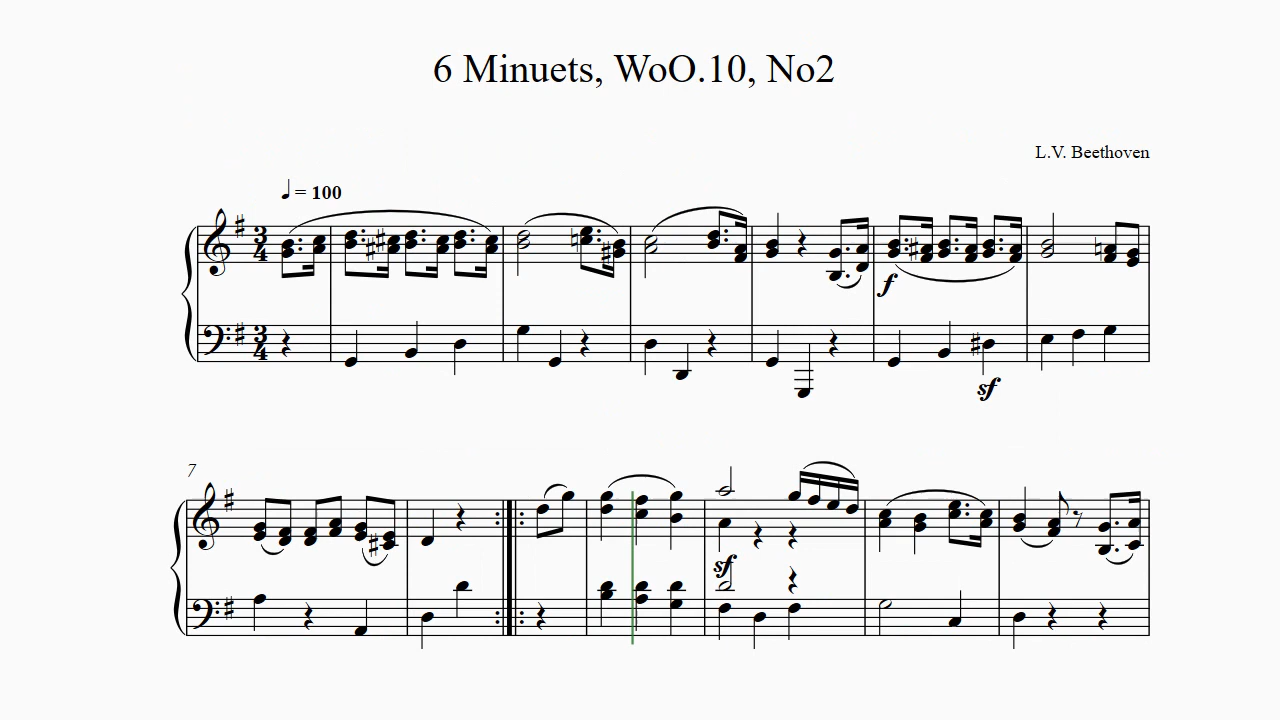 6 Minuets, WoO.10, No2
L.V. Beethoven
♩ = 100
3
4
f
3
4
sf
7
sf